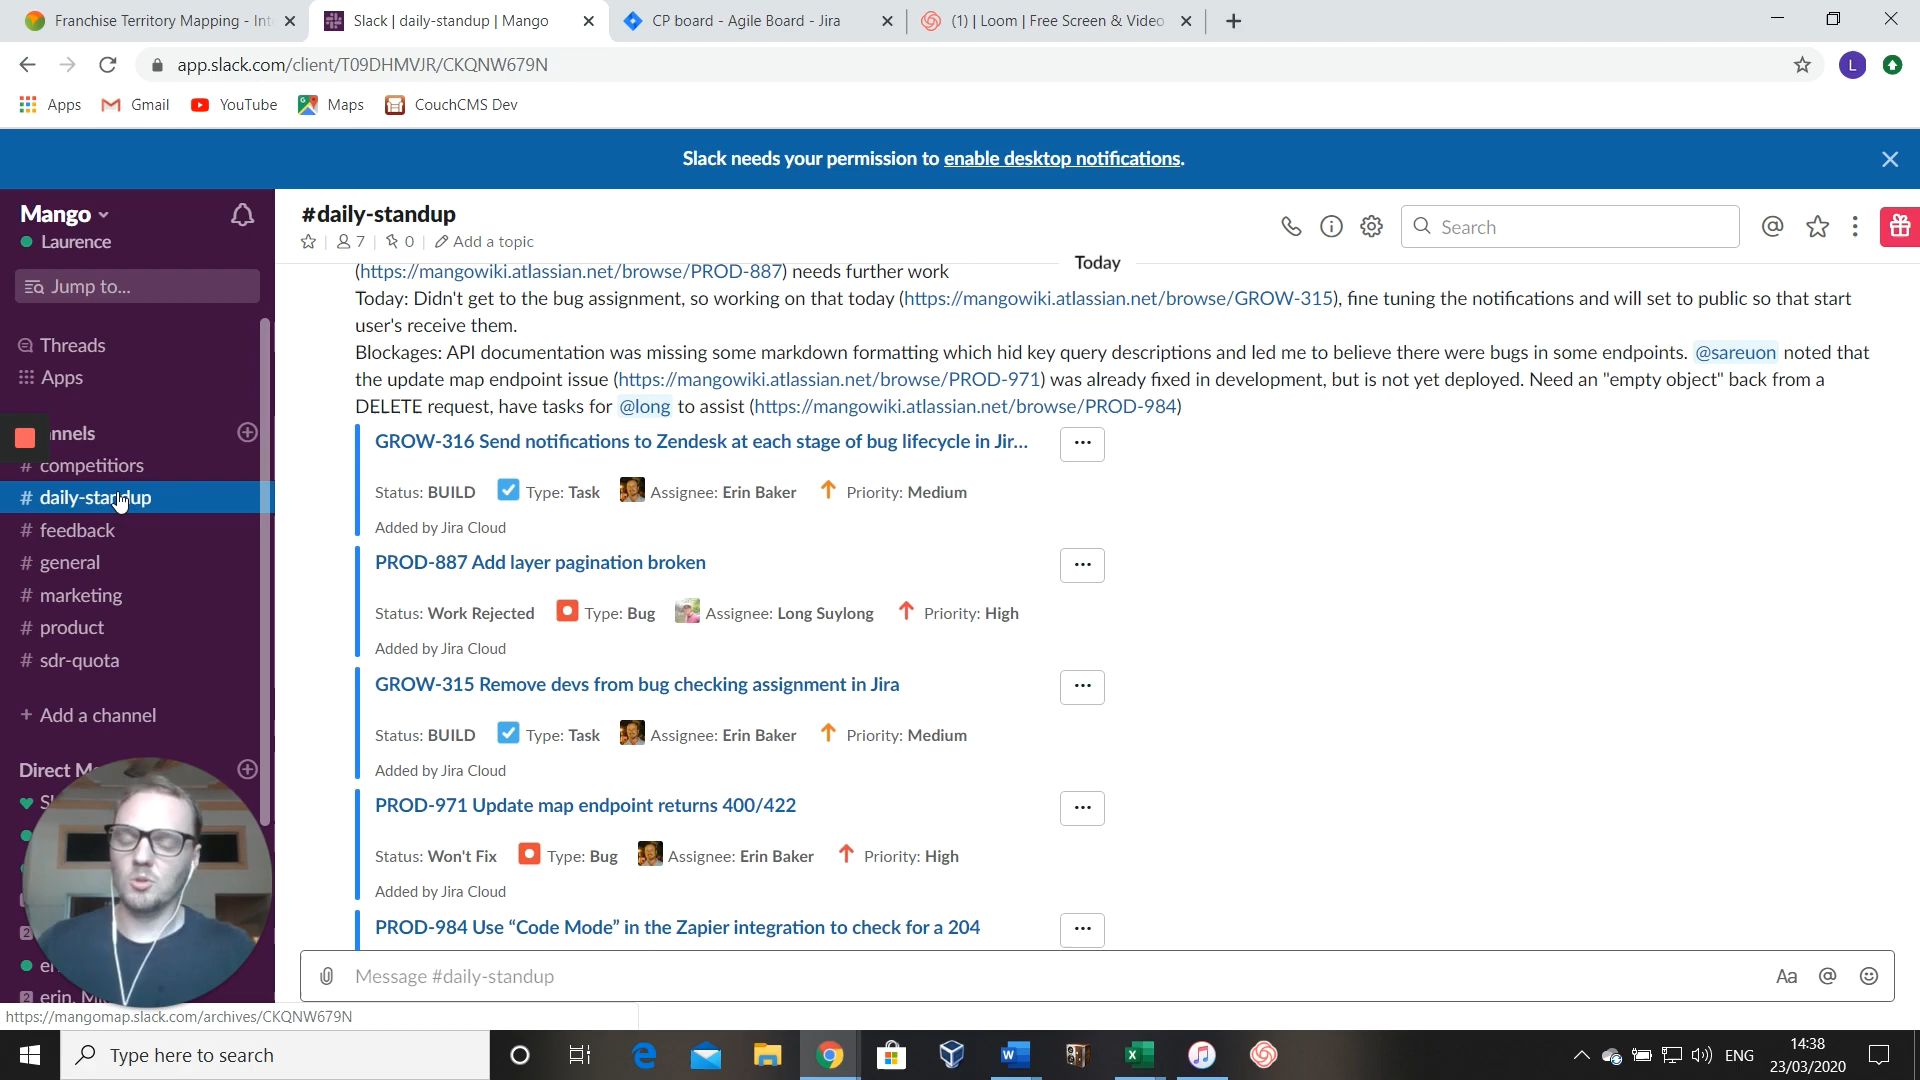 Franchise Territory Mapping - Int
Slack | daily-standup | Mango
CP board - Agile Board - Jira
(1) | Loom | Free Screen & Video
app.slack.com/client/T09DHMVJR/CKQNW679N
L
Apps
Gmail
YouTube
Maps
CouchCMS Dev
Slack needs your permission to enable desktop notifications.
Mango
Laurence
Jump to...
Threads
Apps
nnels
# competitiors
# daily-standup
# feedback
# general
# marketing
# product
# sdr-quota
+ Add a channel
Direct M
2
2 erin,
#daily-standup
7
0
Add a topic
Search
Today
(https://mangowiki.atlassian.net/browse/PROD-887) needs further work
Today: Didn't get to the bug assignment, so working on that today (https://mangowiki.atlassian.net/browse/GROW-315), fine tuning the notifications and will set to public so that start
user's receive them.
Blockages: API documentation was missing some markdown formatting which hid key query descriptions and led me to believe there were bugs in some endpoints. @sareuon noted that
the update map endpoint issue (https://mangowiki.atlassian.net/browse/PROD-971) was already fixed in development, but is not yet deployed. Need an "empty object" back from a
DELETE request, have tasks for @long to assist (https://mangowiki.atlassian.net/browse/PROD-984)
GROW-316 Send notifications to Zendesk at each stage of bug lifecycle in Jir...
Status: BUILD Type: Task Assignee: Erin Baker Priority: Medium
Added by Jira Cloud
PROD-887 Add layer pagination broken
Status: Work Rejected Type: Bug Assignee: Long Suylong Priority: High
Added by Jira Cloud
GROW-315 Remove devs from bug checking assignment in Jira
Status: BUILD Type: Task Assignee: Erin Baker Priority: Medium
Added by Jira Cloud
PROD-971 Update map endpoint returns 400/422
Status: Won't Fix Type: Bug Assignee: Erin Baker Priority: High
Added by Jira Cloud
PROD-984 Use “Code Mode” in the Zapier integration to check for a 204
Message #daily-standup
Aa
https://mangomap.slack.com/archives/CKQNW679N
Type here to search
ENG
14:38
23/03/2020